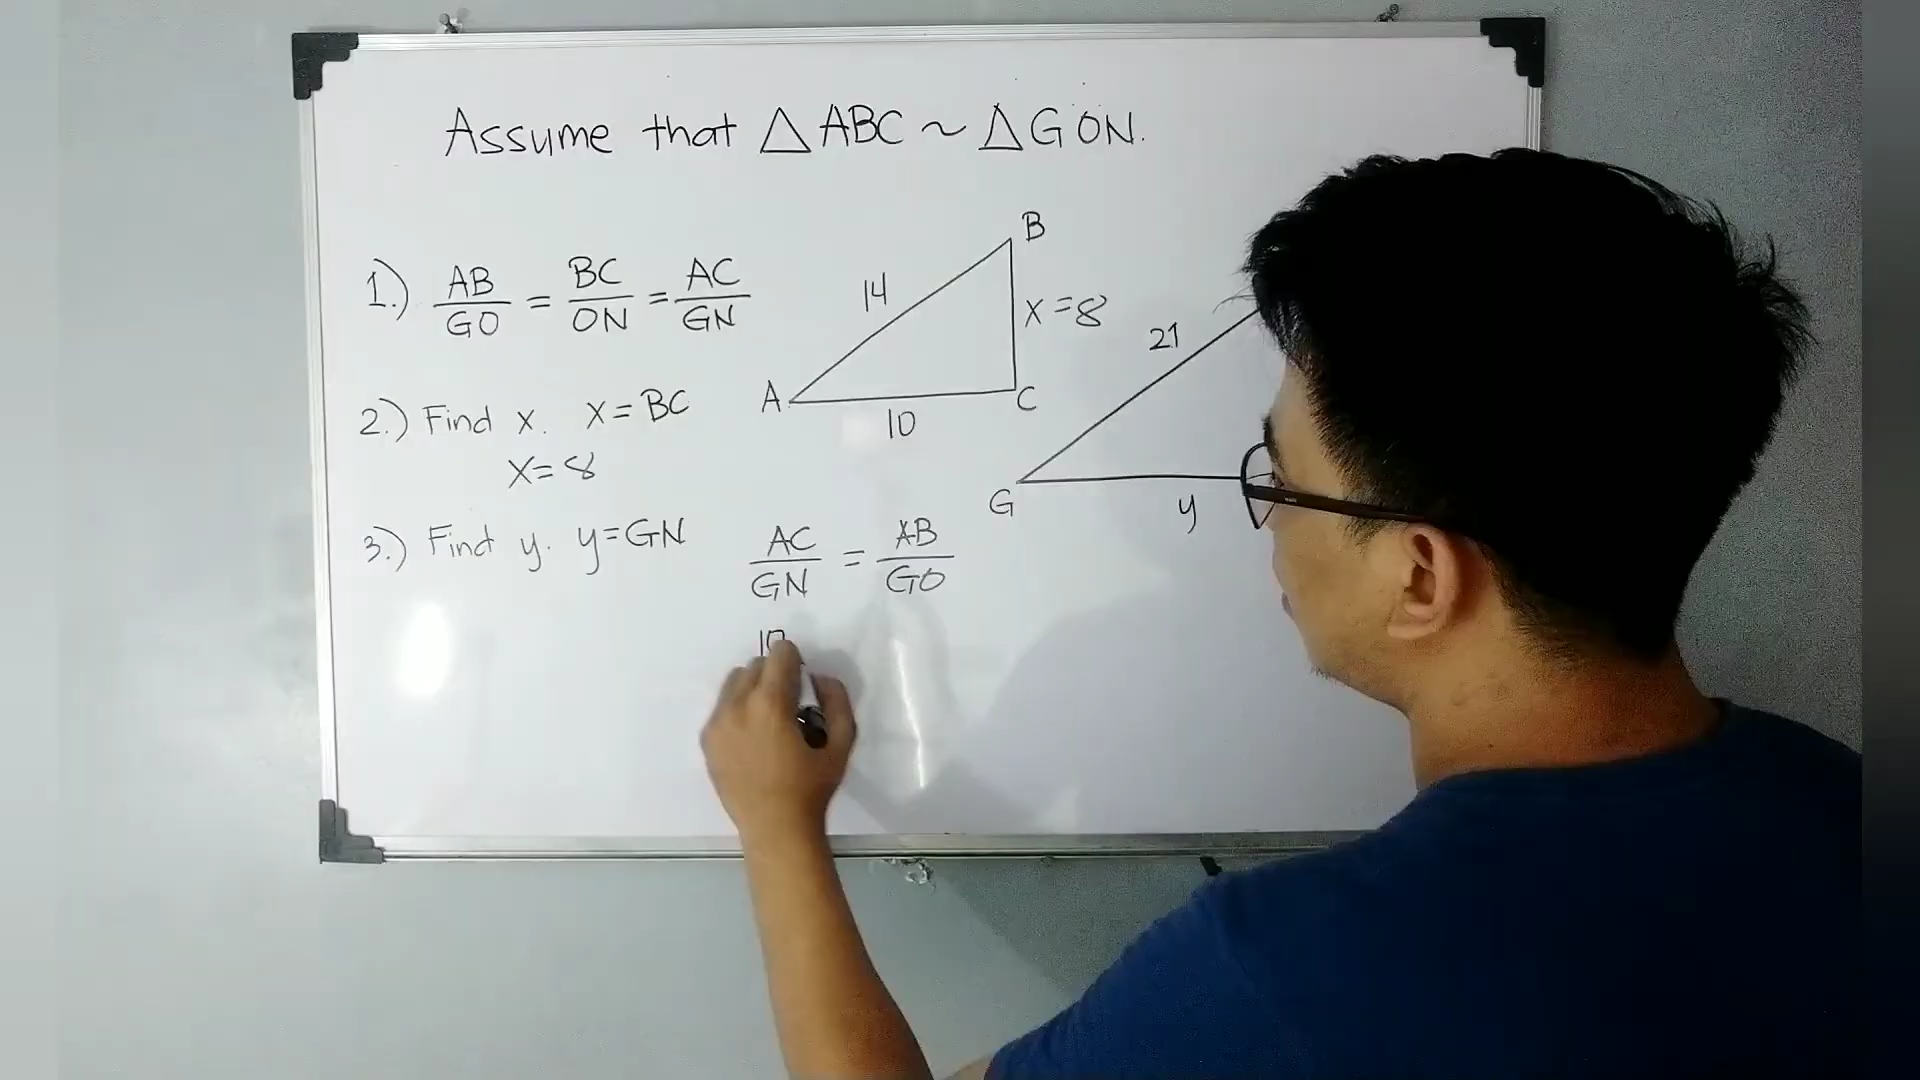 Assume that △ABC ~ △GON.
1.) AB/GO = BC/ON = AC/GN
B
14
x = 8
A
C
10
21
G
y
2.) Find x. x = BC
x = 8
3.) Find y. y = GN
AC/GN = AB/GO
10